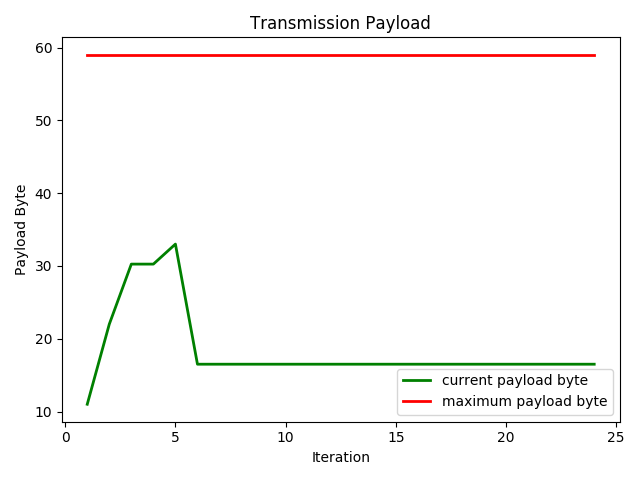 Transmission Payload
60
50
40
30
20
10
Payload Byte
current payload byte
maximum payload byte
0 5 10 15 20 25
Iteration